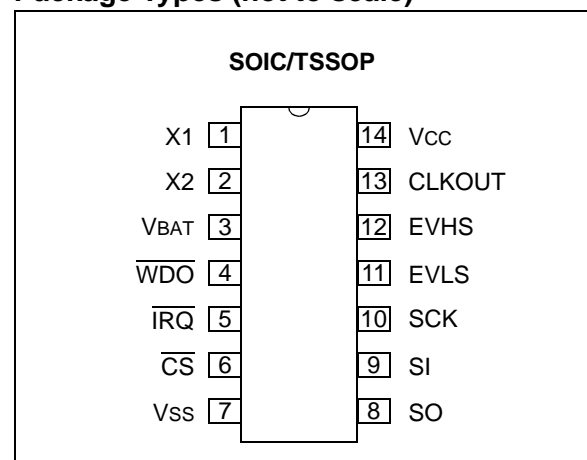 Package Types (not to scale)
SOIC/TSSOP
X1 1 14 VCC
X2 2 13 CLKOUT
VBAT 3 12 EVHS
WDO 4 11 EVLS
IRQ 5 10 SCK
CS 6 9 SI
VSS 7 8 SO